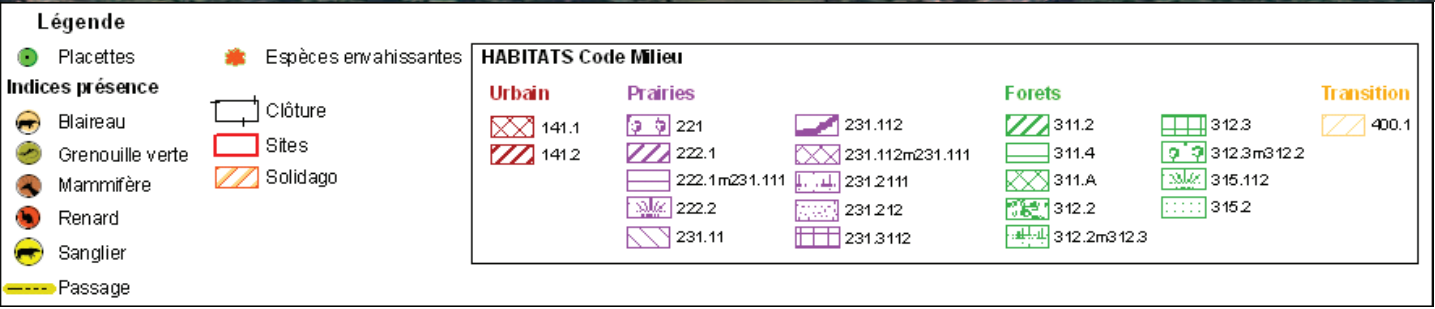 Légende
Placettes
Indices présence
Blaireau
Grenouille verte
Mammifère
Renard
Sanglier
Passage
Espèces envahissantes
Clôture
Sites
Solidago
HABITATS Code Milieu
Urbain
141.1
141.2
Prairies
221
222.1
222.1m231.111
222.2
231.11
231.112
231.112m231.111
231.2111
231.212
231.3112
Forets
311.2
311.4
311.A
312.2
312.2m312.3
312.3
312.3m312.2
315.112
315.2
Transition
400.1